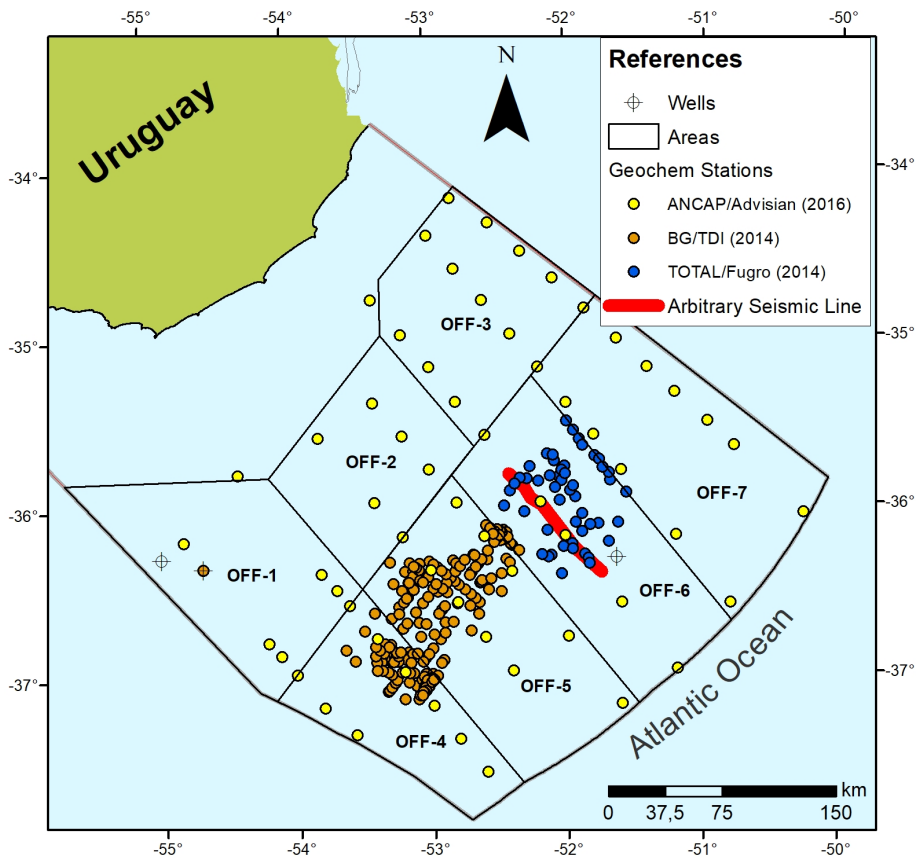 -55° -54° -53° -52° -51° -50°
Uruguay
N
References
Wells
Areas
Geochem Stations
ANCAP/Advisian (2016)
BG/TDI (2014)
TOTAL/Fugro (2014)
Arbitrary Seismic Line
-34° -34°
-35° -35°
-36° -36°
-37° -37°
OFF-3
OFF-2
OFF-7
OFF-1
OFF-6
OFF-5
OFF-4
Atlantic Ocean
km
0 37,5 75 150
-55° -54° -53° -52° -51° -50°